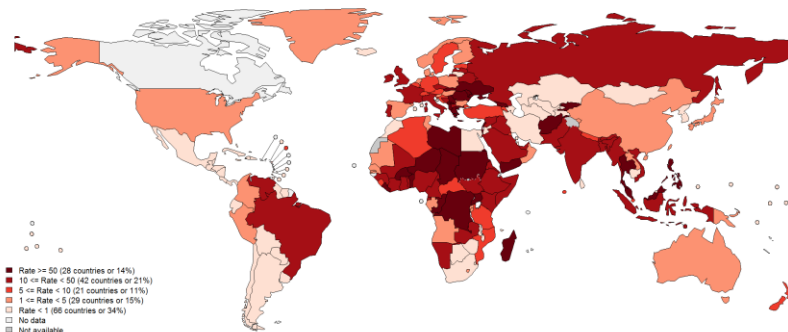 Rate >= 50 (28 countries or 14%)
10 <= Rate < 50 (42 countries or 21%)
5 <= Rate < 10 (21 countries or 11%)
1 <= Rate < 5 (29 countries or 15%)
Rate < 1 (66 countries or 34%)
No data
Not available